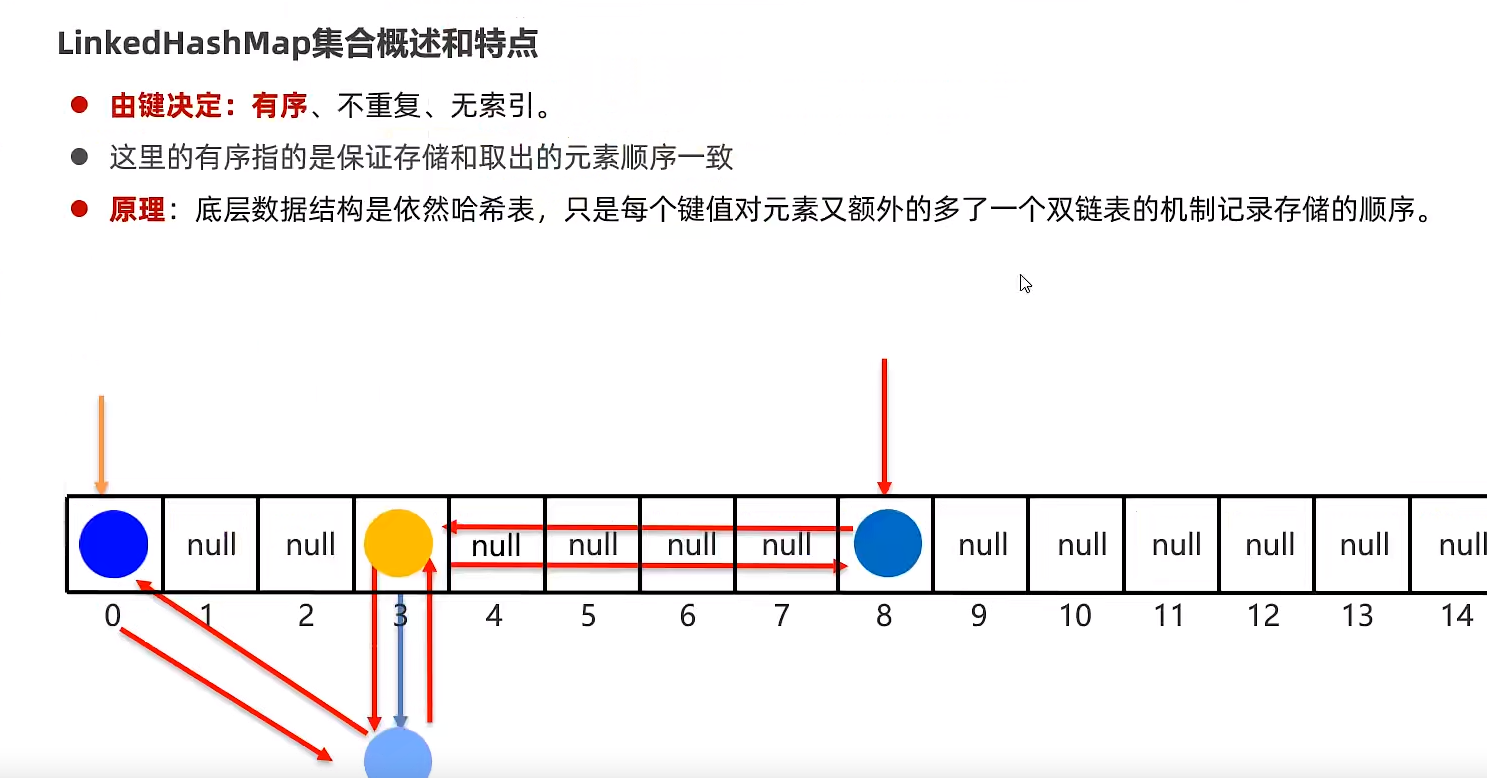 LinkedHashMap集合概述和特点
由键决定：有序、不重复、无索引。
这里的有序指的是保证存储和取出的元素顺序一致
原理：底层数据结构是依然哈希表，只是每个键值对元素又额外的多了一个双链表的机制记录存储的顺序。
null null null null null null null null null null null null
0 1 2 3 4 5 6 7 8 9 10 11 12 13 14